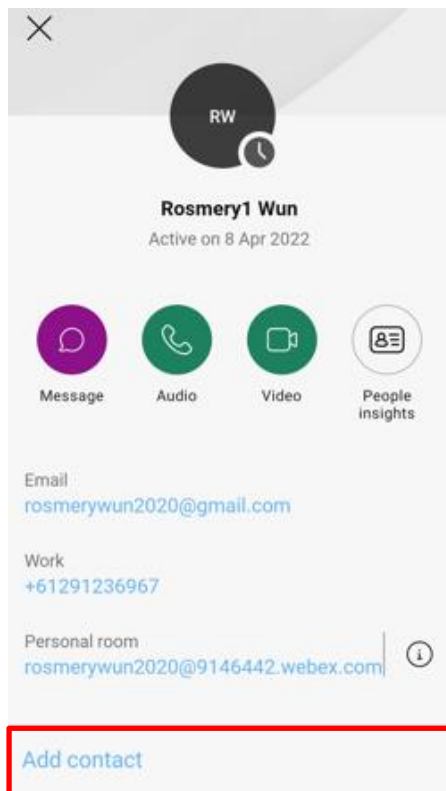 RW
Rosmery1 Wun
Active on 8 Apr 2022
Message
Audio
Video
People
insights
Email
rosmerywun2020@gmail.com
Work
+61291236967
Personal room
rosmerywun2020@9146442.webex.com
Add contact